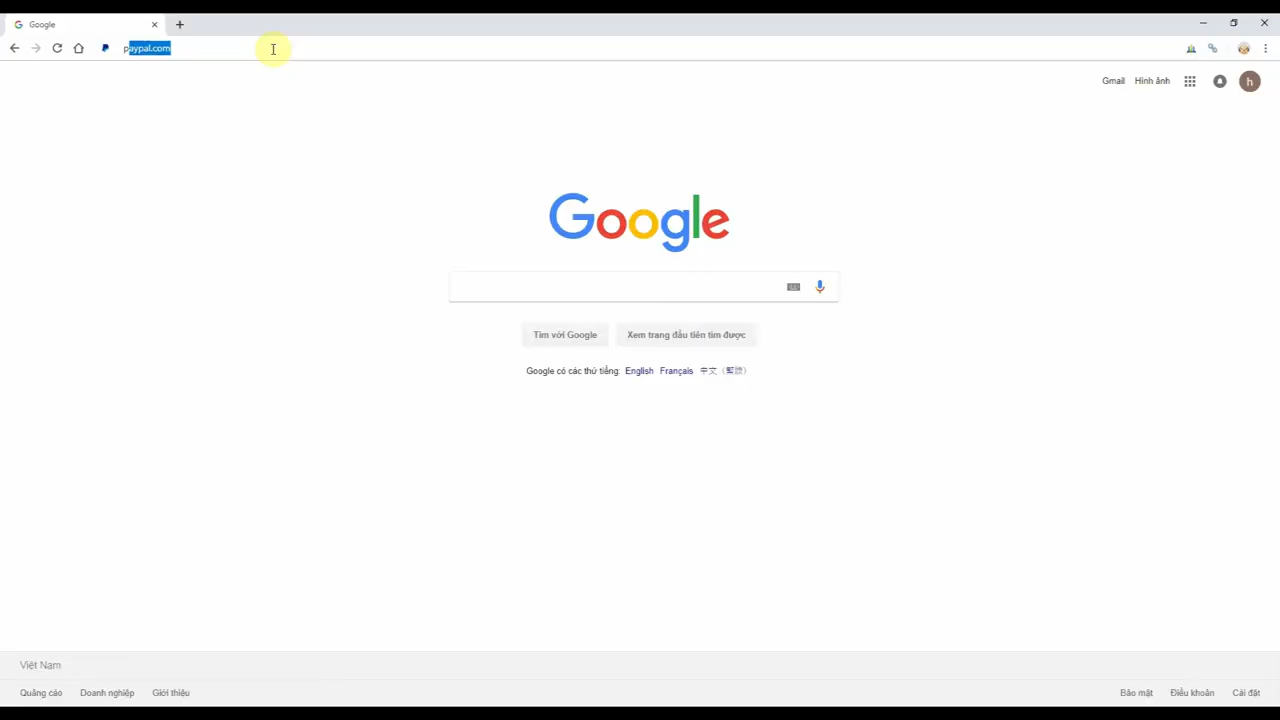 Google
paypal.com
Gmail Hình ảnh
h
Google
Tìm với Google Xem trang đầu tiên tìm được
Google có các thứ tiếng: English Français 中文（繁體）
Việt Nam
Quảng cáo Doanh nghiệp Giới thiệu Bảo mật Điều khoản Cài đặt